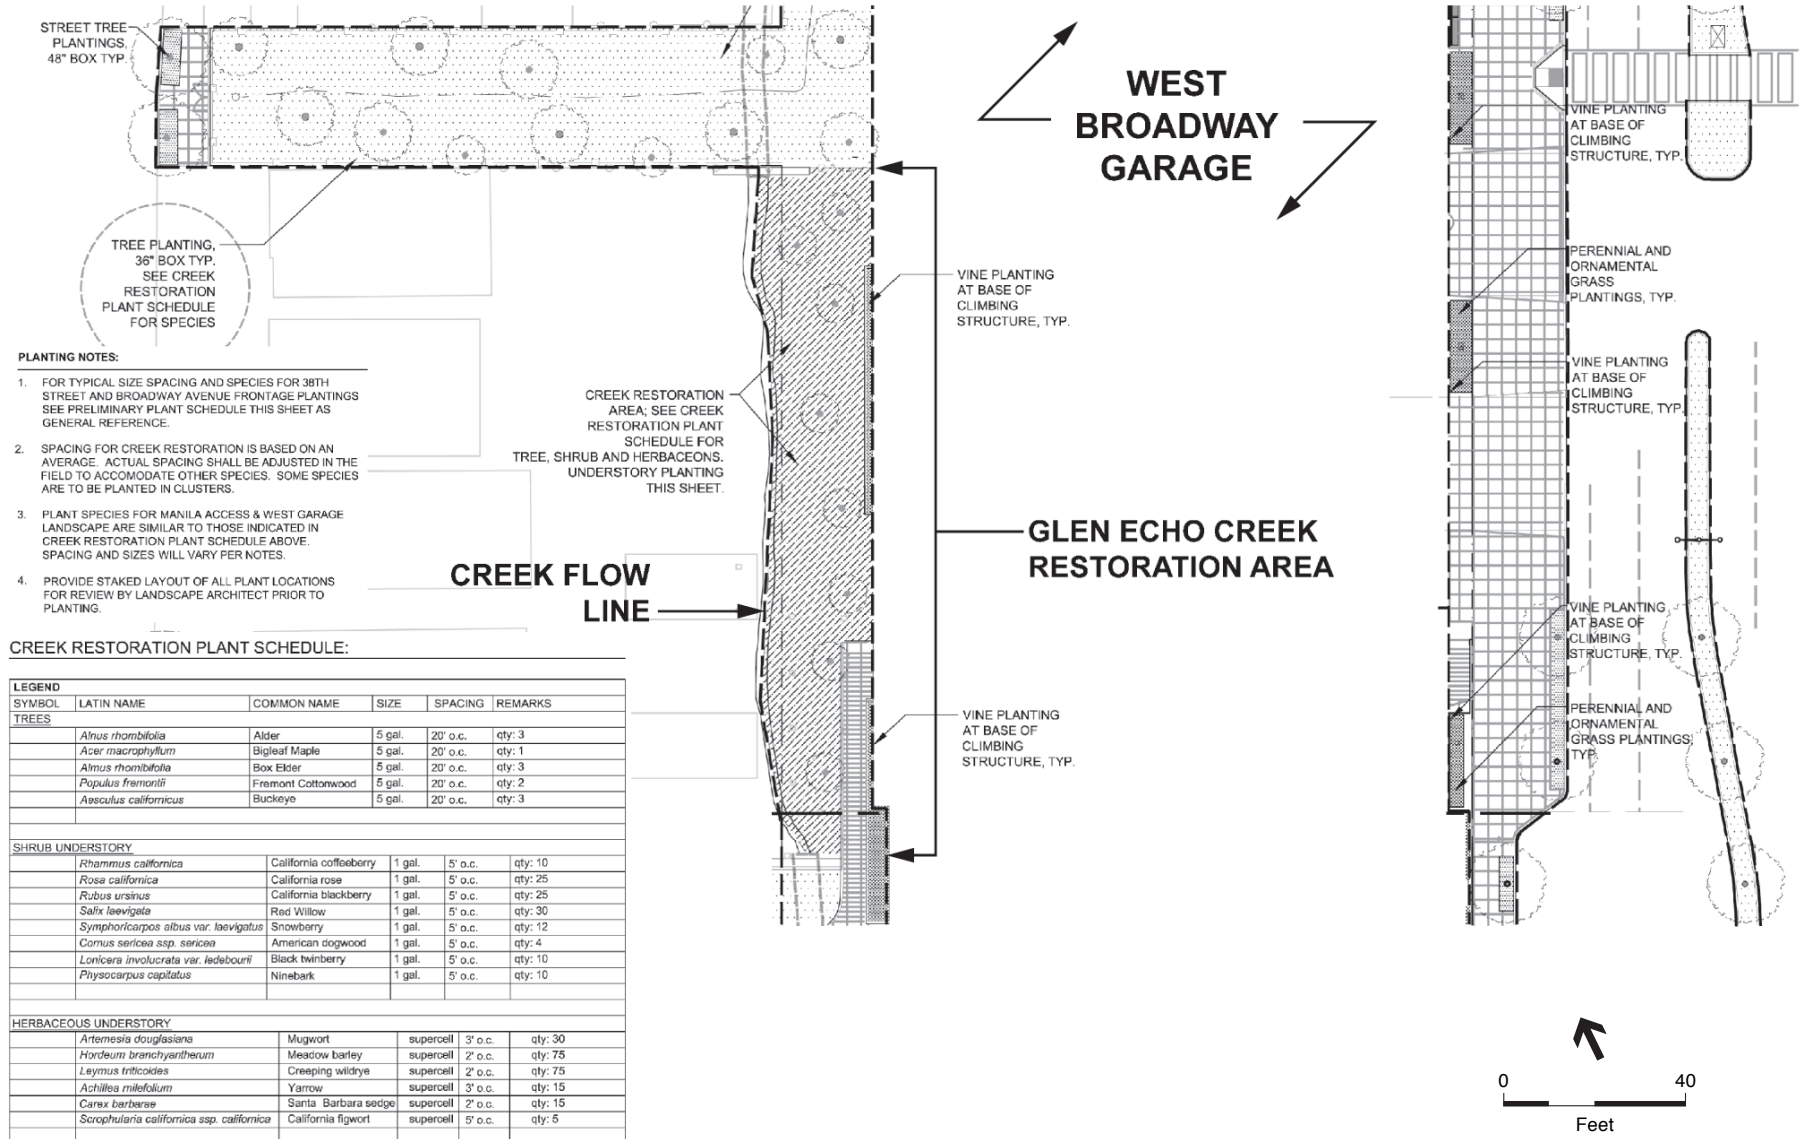 STREET TREE
PLANTINGS,
48" BOX TYP.
WEST
BROADWAY
GARAGE
VINE PLANTING
AT BASE OF
CLIMBING
STRUCTURE, TYP.
TREE PLANTING,
36" BOX TYP.
SEE CREEK
RESTORATION
PLANT SCHEDULE
FOR SPECIES
VINE PLANTING
AT BASE OF
CLIMBING
STRUCTURE, TYP.
PERENNIAL AND
ORNAMENTAL
GRASS
PLANTINGS, TYP.
VINE PLANTING
AT BASE OF
CLIMBING
STRUCTURE, TYP.
PLANTING NOTES:
1. FOR TYPICAL SIZE SPACING AND SPECIES FOR 38TH
STREET AND BROADWAY AVENUE FRONTAGE PLANTINGS
SEE PRELIMINARY PLANT SCHEDULE THIS SHEET AS
GENERAL REFERENCE.
2. SPACING FOR CREEK RESTORATION IS BASED ON AN
AVERAGE. ACTUAL SPACING SHALL BE ADJUSTED IN THE
FIELD TO ACCOMODATE OTHER SPECIES. SOME SPECIES
ARE TO BE PLANTED IN CLUSTERS.
3. PLANT SPECIES FOR MANILA ACCESS & WEST GARAGE
LANDSCAPE ARE SIMILAR TO THOSE INDICATED IN
CREEK RESTORATION PLANT SCHEDULE ABOVE.
SPACING AND SIZES WILL VARY PER NOTES.
4. PROVIDE STAKED LAYOUT OF ALL PLANT LOCATIONS
FOR REVIEW BY LANDSCAPE ARCHITECT PRIOR TO
PLANTING.
CREEK RESTORATION
AREA; SEE CREEK
RESTORATION PLANT
SCHEDULE FOR
TREE, SHRUB AND HERBACEONS.
UNDERSTORY PLANTING
THIS SHEET.
GLEN ECHO CREEK
RESTORATION AREA
CREEK FLOW
LINE
VINE PLANTING
AT BASE OF
CLIMBING
STRUCTURE, TYP.
PERENNIAL AND
ORNAMENTAL
GRASS PLANTINGS,
TYP.
VINE PLANTING
AT BASE OF
CLIMBING
STRUCTURE, TYP.
CREEK RESTORATION PLANT SCHEDULE:
LEGEND
SYMBOL LATIN NAME COMMON NAME SIZE SPACING REMARKS
TREES
Alnus rhombifolia Alder 5 gal. 20' o.c. qty: 3
Acer macrophyllum Bigleaf Maple 5 gal. 20' o.c. qty: 1
Almus rhomibifolia Box Elder 5 gal. 20' o.c. qty: 3
Populus fremontii Fremont Cottonwood 5 gal. 20' o.c. qty: 2
Aesculus californicus Buckeye 5 gal. 20' o.c. qty: 3
SHRUB UNDERSTORY
Rhammus californica California coffeeberry 1 gal. 5' o.c. qty: 10
Rosa californica California rose 1 gal. 5' o.c. qty: 25
Rubus ursinus California blackberry 1 gal. 5' o.c. qty: 25
Salix laevigata Red Willow 1 gal. 5' o.c. qty: 30
Symphoricarpos albus var. laevigatus Snowberry 1 gal. 5' o.c. qty: 12
Cornus sericea ssp. sericea American dogwood 1 gal. 5' o.c. qty: 4
Lonicera involucrata var. ledebourii Black twinberry 1 gal. 5' o.c. qty: 10
Physocarpus capitatus Ninebark 1 gal. 5' o.c. qty: 10
HERBACEOUS UNDERSTORY
Artemesia douglasiana Mugwort supercell 3' o.c. qty: 30
Hordeum branchyantherum Meadow barley supercell 2' o.c. qty: 75
Leymus triticoides Creeping wildrye supercell 2' o.c. qty: 75
Achillea milefolium Yarrow supercell 3' o.c. qty: 15
Carex barbarae Santa Barbara sedge supercell 2' o.c. qty: 15
Scrophularia californica ssp. californica California figwort supercell 5' o.c. qty: 5
0 40
Feet